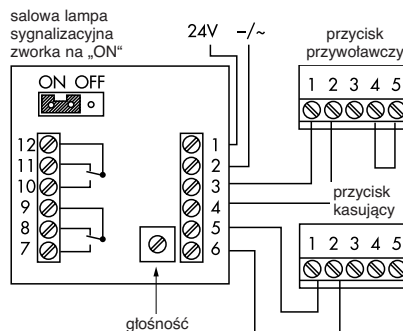 salowa lampa
sygnalizacyjna
zworka na „ON“
24V
–/~
przycisk
przywoławczy
ON OFF
1 2 3 4 5
12
11
10
9
8
7
1
2
3
4
5
6
przycisk
kasujący
1 2 3 4 5
głośność